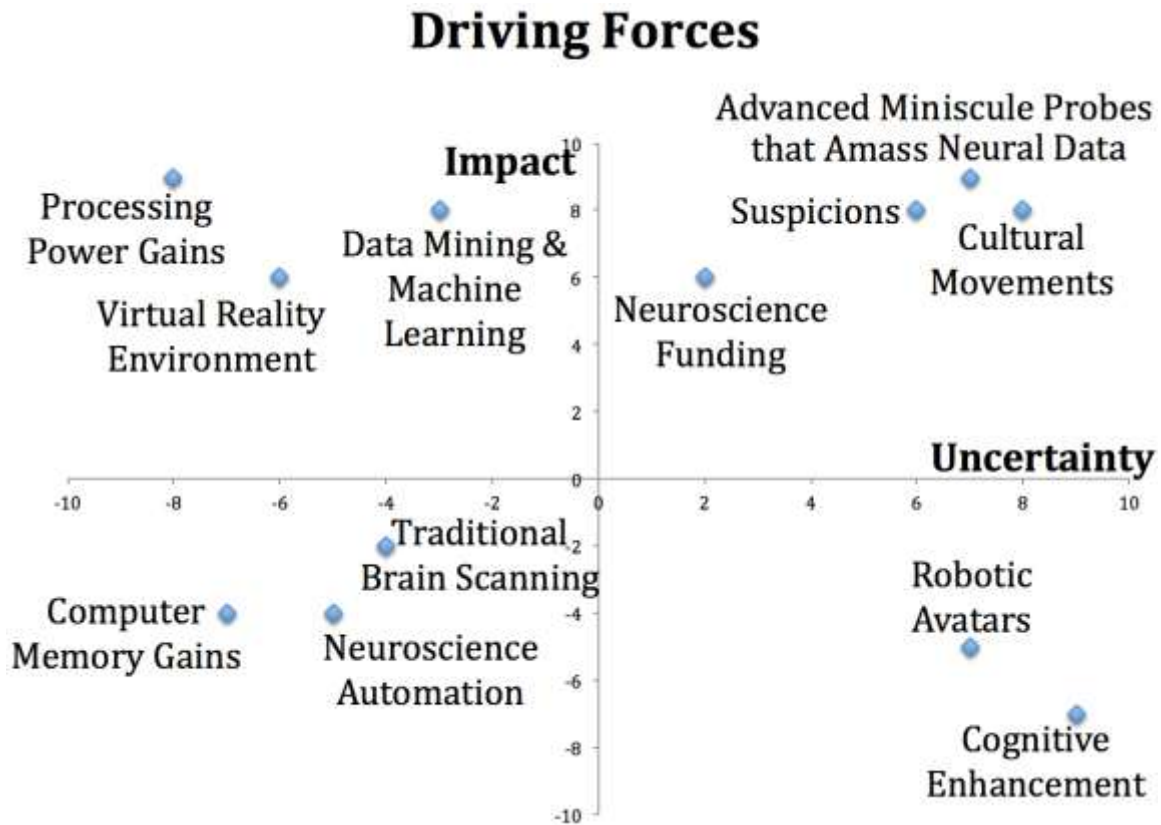 Driving Forces
Advanced Miniscule Probes
that Amass Neural Data
Impact
10
Processing
Power Gains
Data Mining &
Machine
Learning
Suspicions
8
Cultural
Movements
Virtual Reality
Environment
6
Neuroscience
Funding
4
2
Uncertainty
0
-10 -8 -6 -4 -2 0 2 4 6 8 10
Traditional
-2
Brain Scanning
Robotic
Avatars
Computer
Memory Gains
-4
Neuroscience
Automation
-6
-8
Cognitive
Enhancement
-10